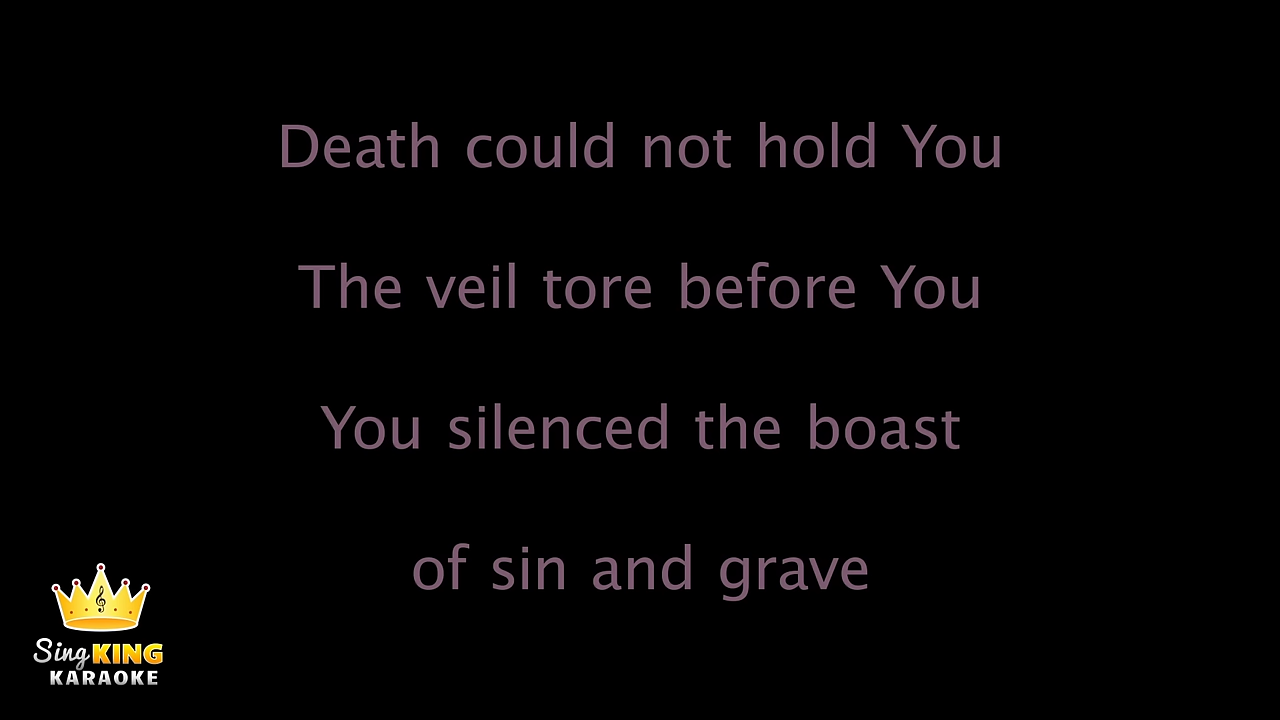 Death could not hold You
The veil tore before You
You silenced the boast
of sin and grave
Sing KING
KARAOKE